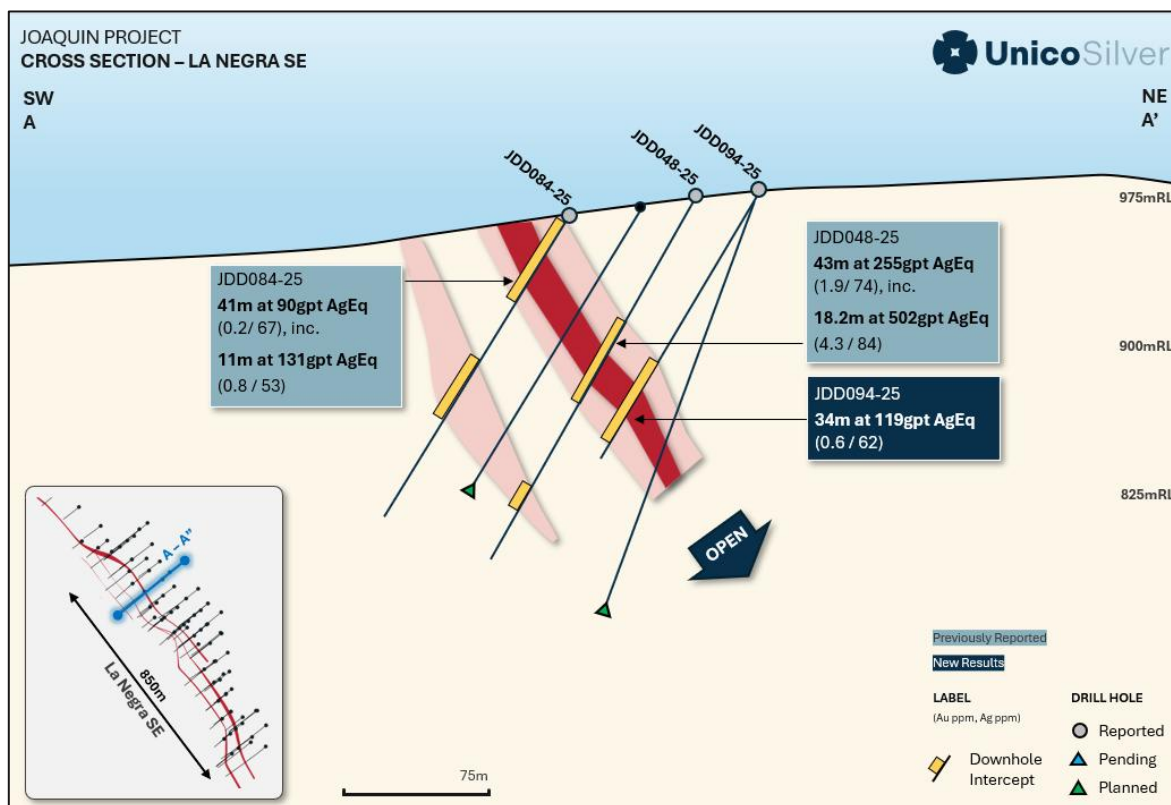 JOAQUIN PROJECT
CROSS SECTION – LA NEGRA SE
UnicoSilver
SW
A
NE
A’
JDD084-25
JDD048-25
JDD094-25
975mRL
JDD084-25
41m at 90gpt AgEq
(0.2/ 67), inc.
11m at 131gpt AgEq
(0.8 / 53)
JDD048-25
43m at 255gpt AgEq
(1.9/ 74), inc.
18.2m at 502gpt AgEq
(4.3 / 84)
900mRL
JDD094-25
34m at 119gpt AgEq
(0.6 / 62)
825mRL
OPEN
A – A’’
850m
La Negra SE
75m
Previously Reported
New Results
LABEL
(Au ppm, Ag ppm)
Downhole
Intercept
DRILL HOLE
Reported
Pending
Planned